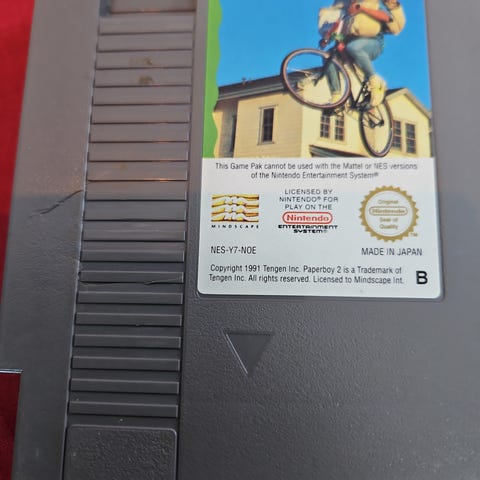 This Game Pak cannot be used with the Mattel or NES versions
of the Nintendo Entertainment System®
MINDSCAPE
LICENSED BY
NINTENDO® FOR
PLAY ON THE
Nintendo
ENTERTAINMENT
SYSTEM®
Original
Nintendo
Seal of
Quality
NES-Y7-NOE
MADE IN JAPAN
Copyright 1991 Tengen Inc. Paperboy 2 is a Trademark of
Tengen Inc. All rights reserved. Licensed to Mindscape Int.
B